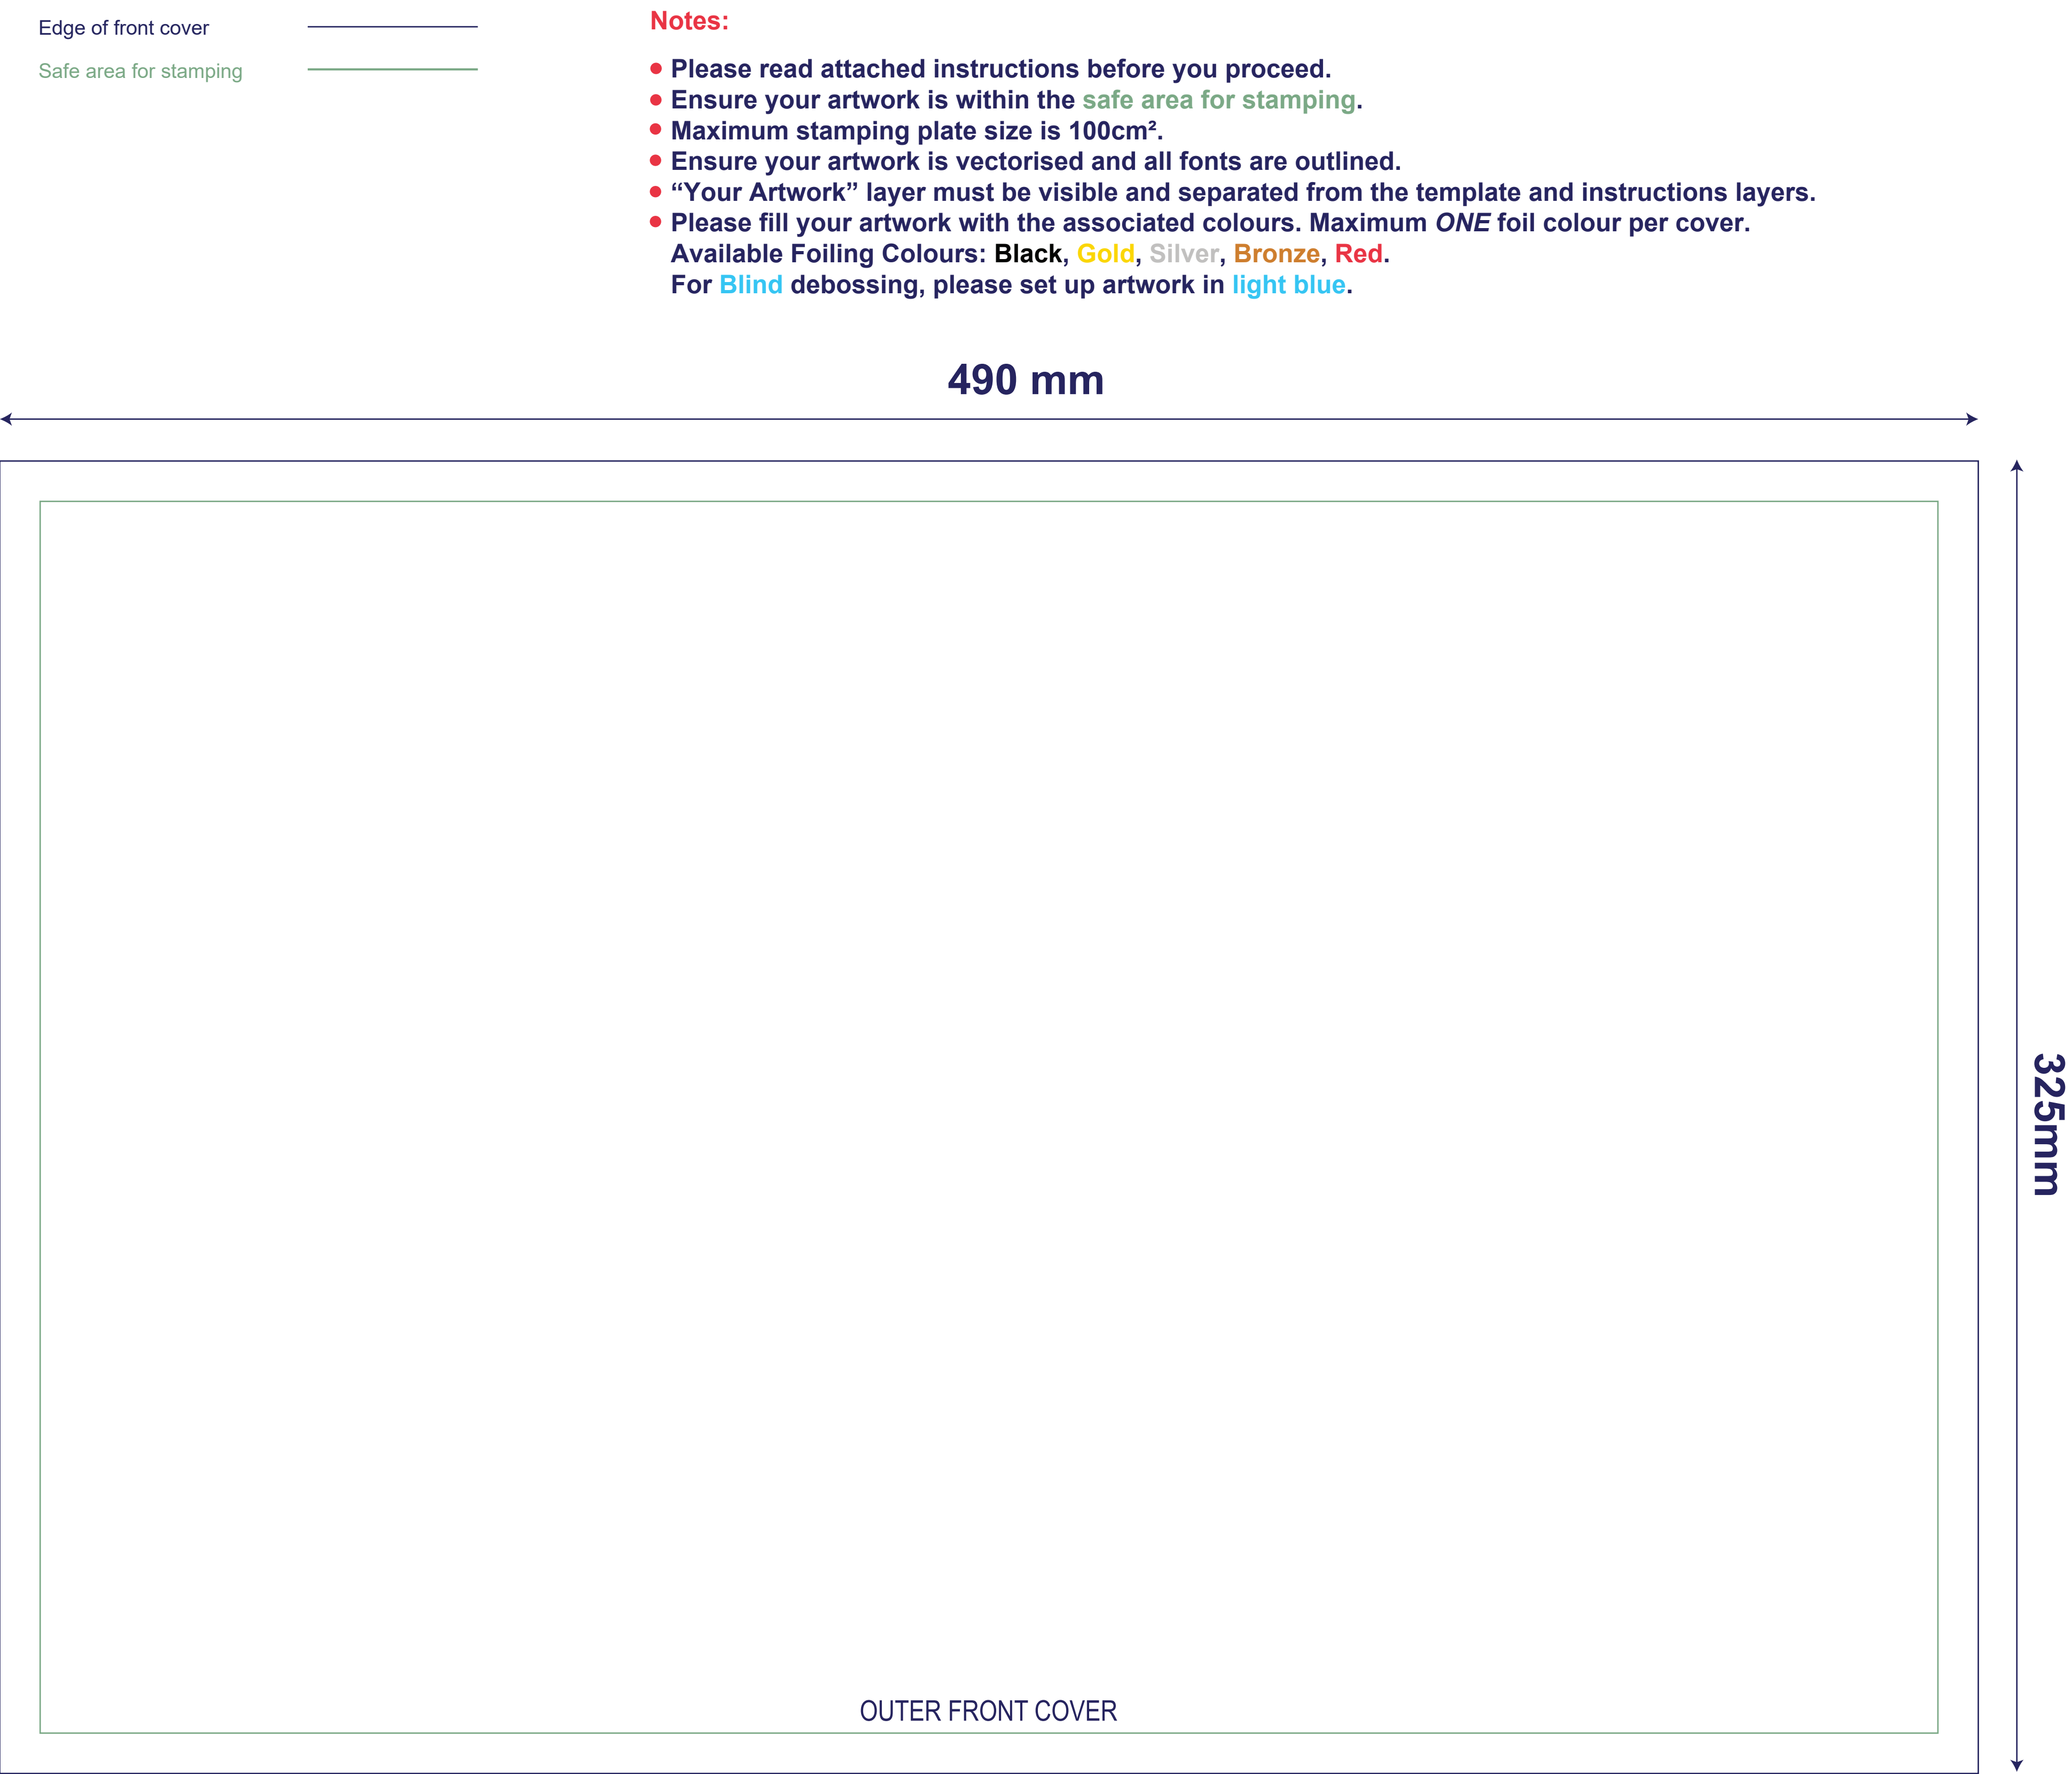 Edge of front cover
Safe area for stamping
Notes:
• Please read attached instructions before you proceed.
• Ensure your artwork is within the safe area for stamping.
• Maximum stamping plate size is 100cm².
• Ensure your artwork is vectorised and all fonts are outlined.
• “Your Artwork” layer must be visible and separated from the template and instructions layers.
• Please fill your artwork with the associated colours. Maximum ONE foil colour per cover.
Available Foiling Colours: Black, Gold, Silver, Bronze, Red.
For Blind debossing, please set up artwork in light blue.
490 mm
325mm
OUTER FRONT COVER